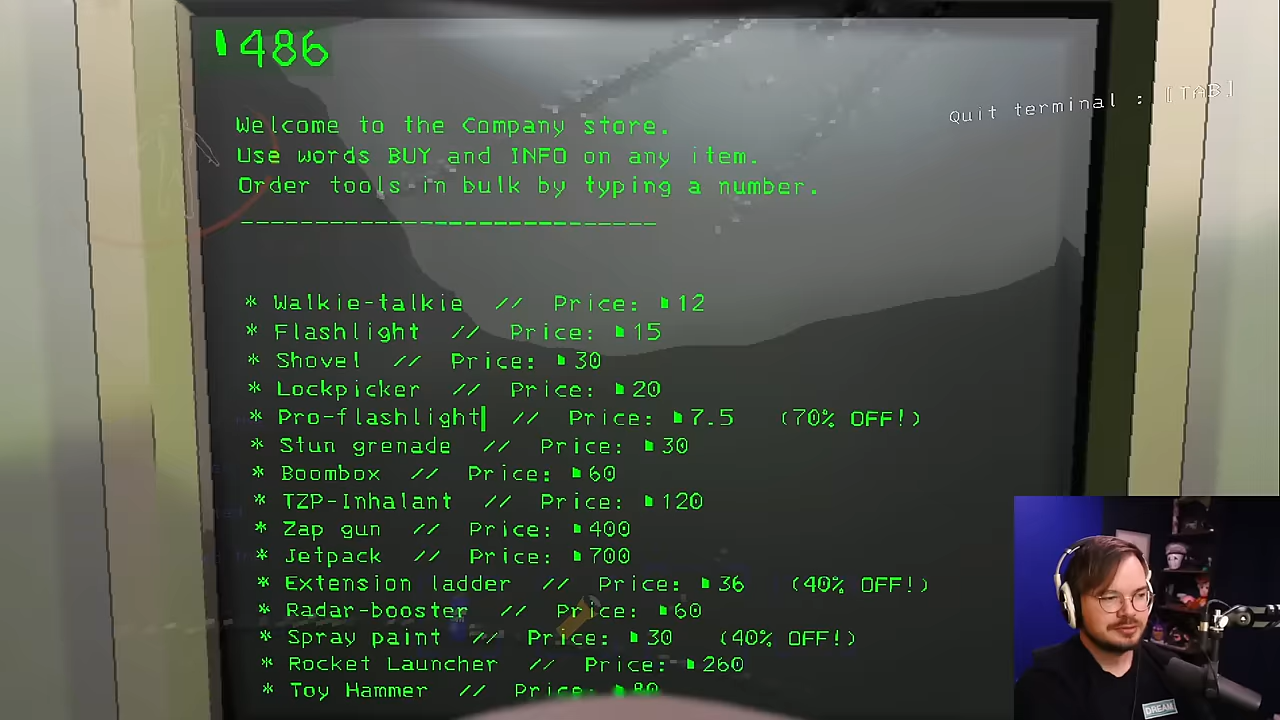 486
Quit terminal : [TAB]
Welcome to the Company store.
Use words BUY and INFO on any item.
Order tools in bulk by typing a number.
----------------------------
* Walkie-talkie // Price: ▮12
* Flashlight // Price: ▮15
* Shovel // Price: ▮30
* Lockpicker // Price: ▮20
* Pro-flashlight // Price: ▮7.5 (70% OFF!)
* Stun grenade // Price: ▮30
* Boombox // Price: ▮60
* TZP-Inhalant // Price: ▮120
* Zap gun // Price: ▮400
* Jetpack // Price: ▮700
* Extension ladder // Price: ▮36 (40% OFF!)
* Radar-booster // Price: ▮60
* Spray paint // Price: ▮30 (40% OFF!)
* Rocket Launcher // Price: ▮260
* Toy Hammer // Price: ▮80
DREAM